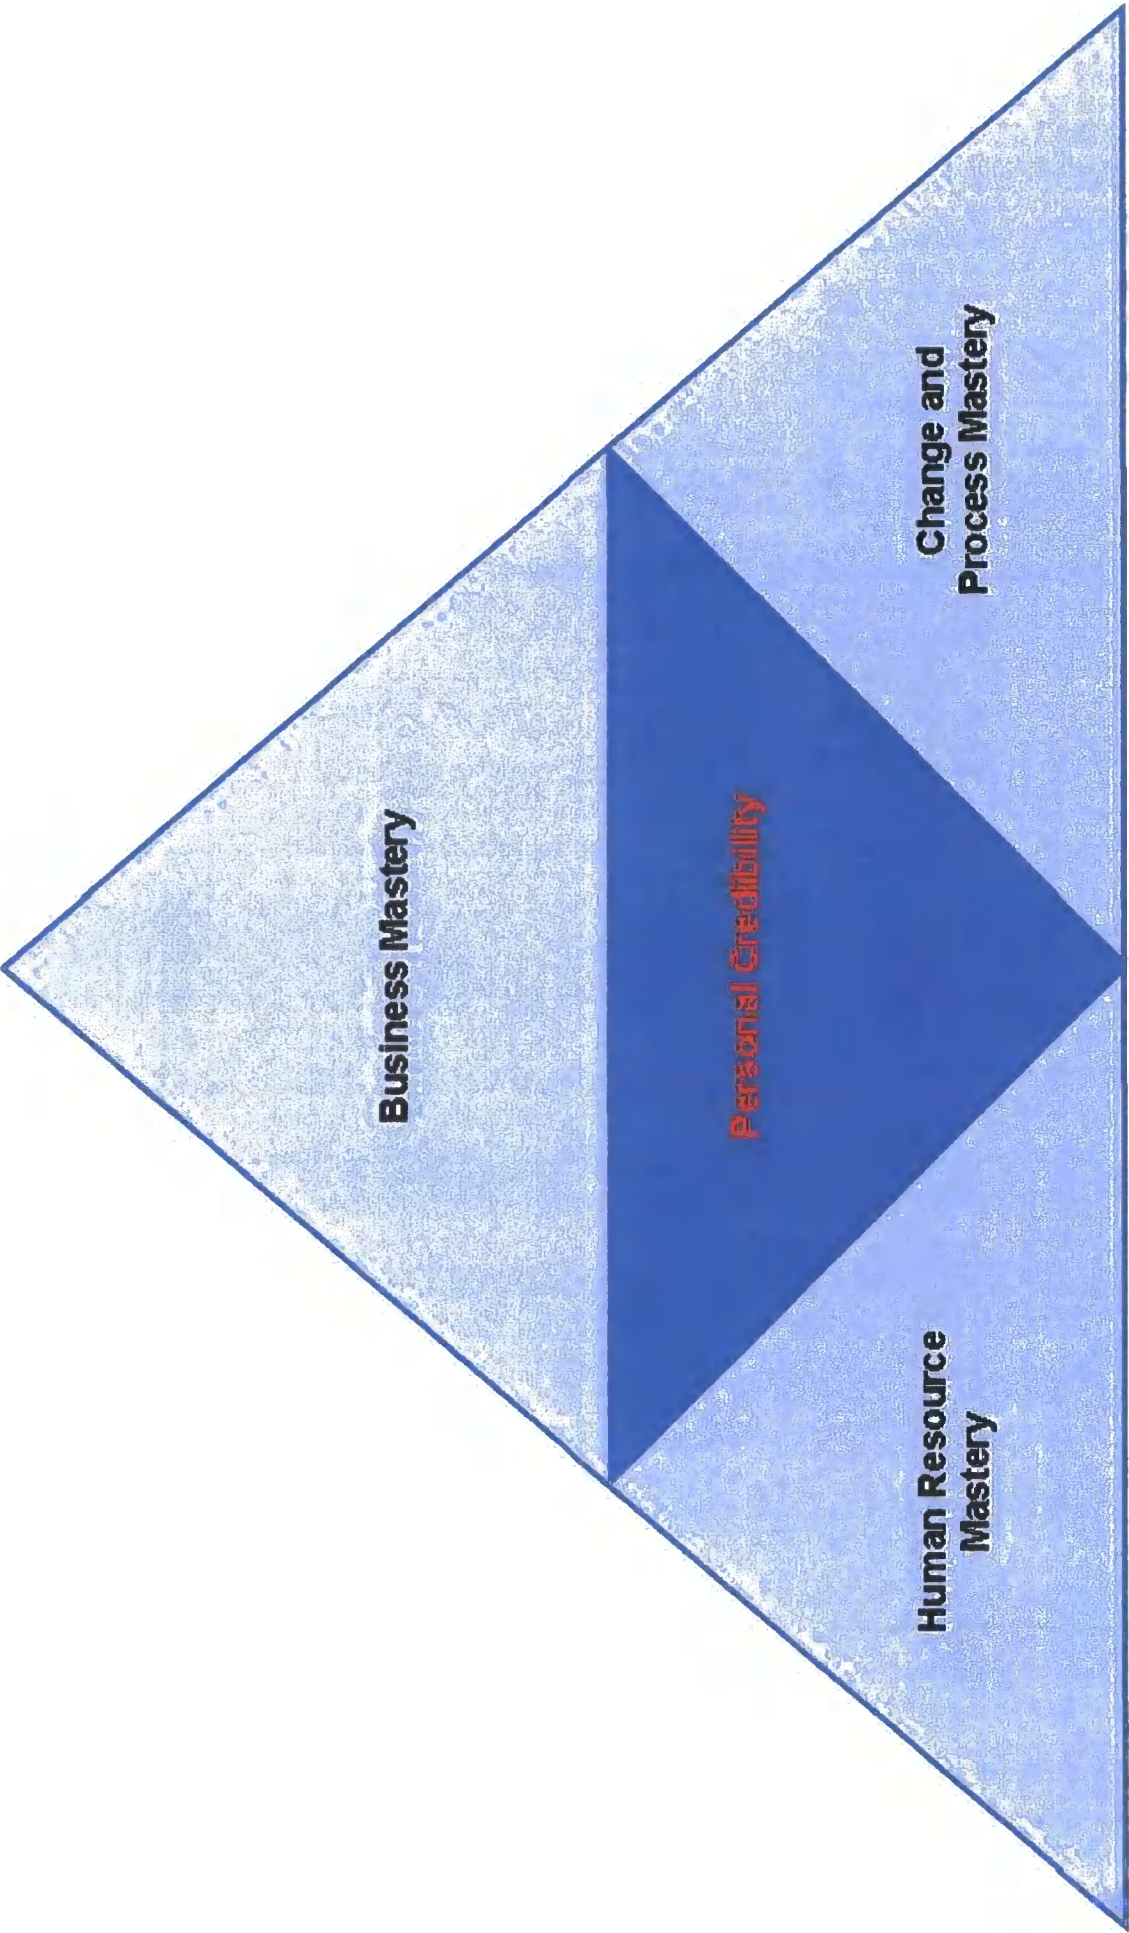 Business Mastery
Personal Credibility
Human Resource
Mastery
Change and
Process Mastery